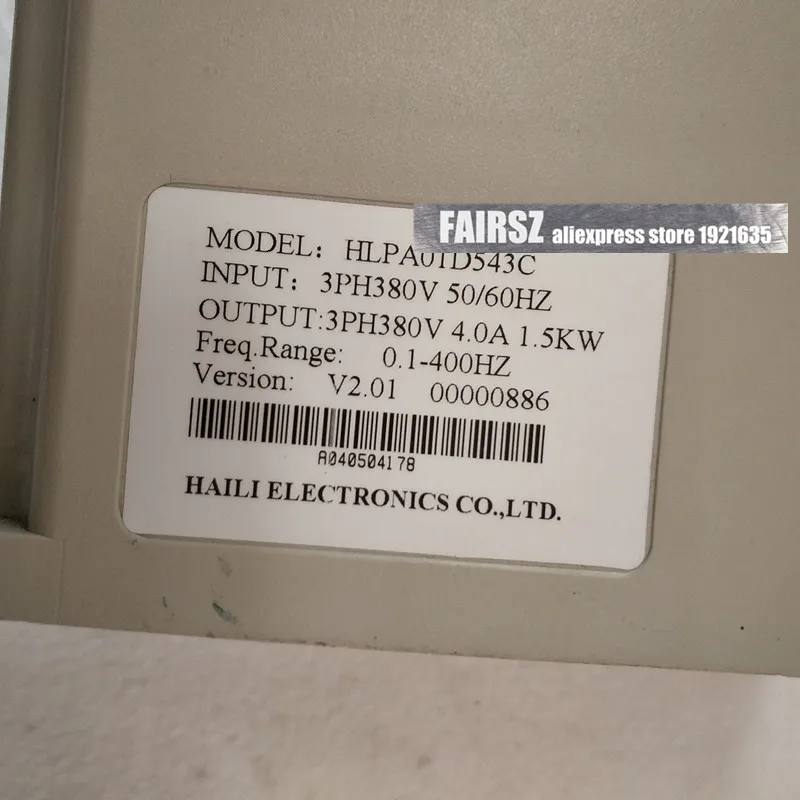 FAIRSZ aliexpress store 1921635
MODEL: HLPA01D543C
INPUT: 3PH380V 50/60HZ
OUTPUT:3PH380V 4.0A 1.5KW
Freq.Range: 0.1-400HZ
Version: V2.01 00000886
A040504178
HAILI ELECTRONICS CO.,LTD.